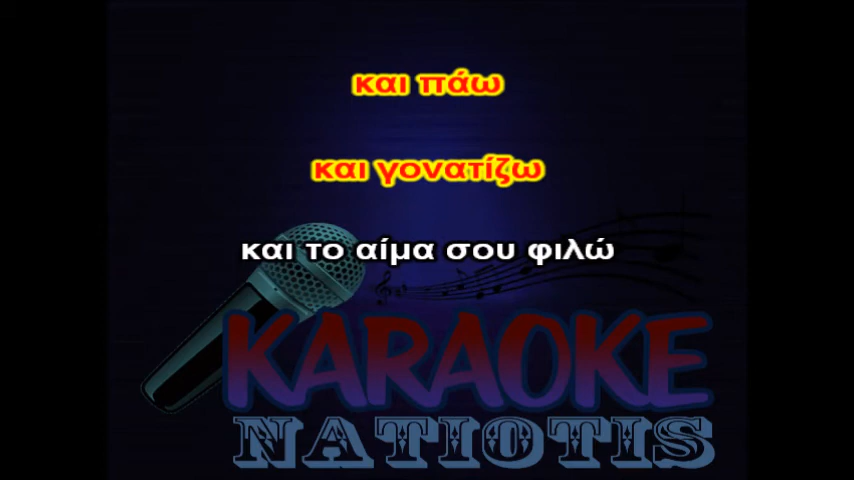 και πάω
και γονατίζω
και το αίμα σου φιλώ
KARAOKE
NATIOTIS